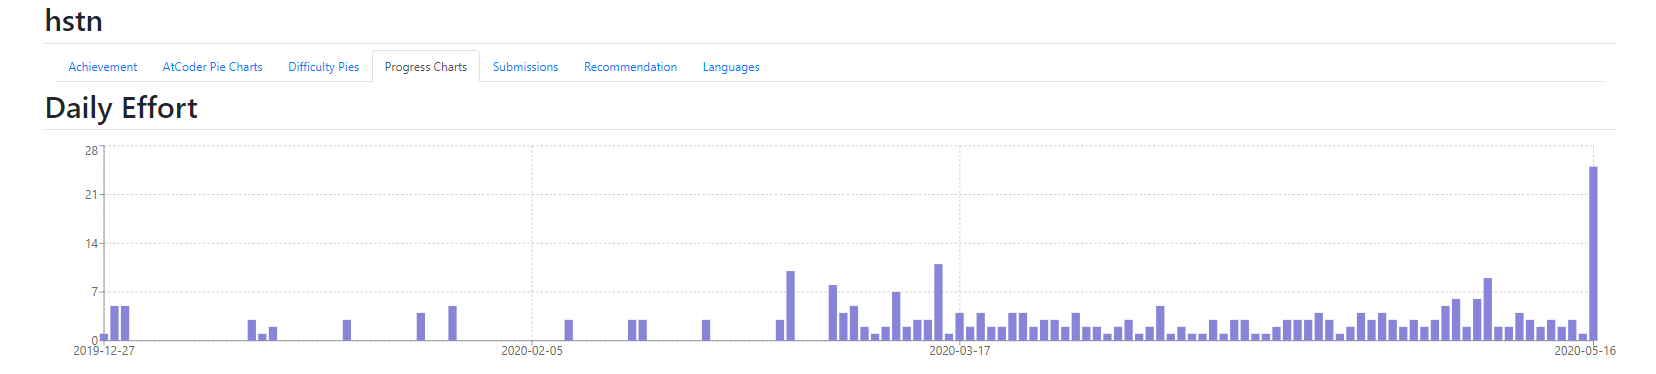 hstn
Achievement AtCoder Pie Charts Difficulty Pies Progress Charts Submissions Recommendation Languages
Daily Effort
28
21
14
7
0
2019-12-27 2020-02-05 2020-03-17 2020-05-16